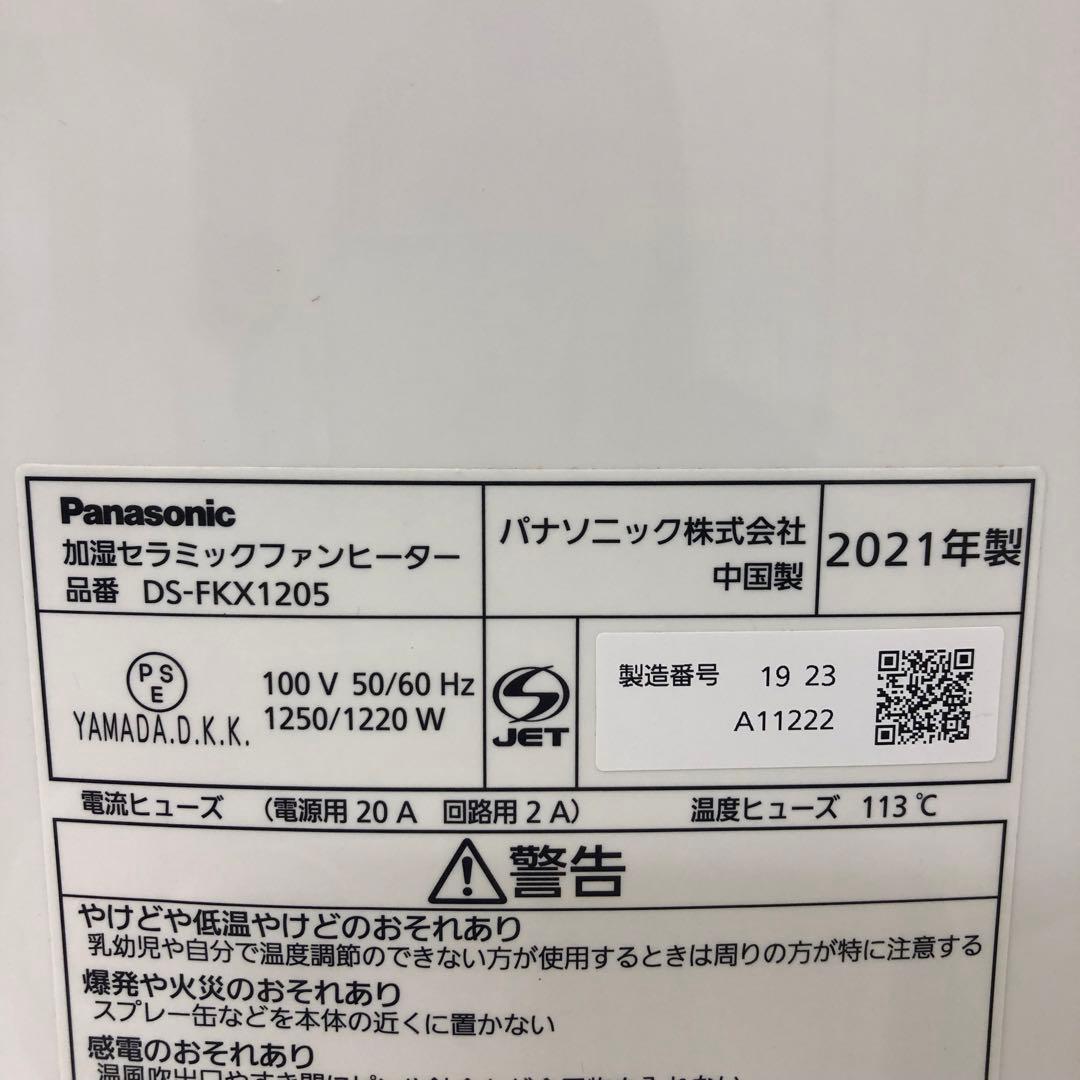 Panasonic
加湿セラミックファンヒーター
品番 DS-FKX1205
パナソニック株式会社
中国製
2021年製
PS
E
YAMADA.D.K.K.
100 V 50/60 Hz
1250/1220 W
S
JET
製造番号 19 23
A11222
電流ヒューズ (電源用 20 A 回路用 2 A) 温度ヒューズ 113 ℃
警告
やけどや低温やけどのおそれあり
乳幼児や自分で温度調節のできない方が使用するときは周りの方が特に注意する
爆発や火災のおそれあり
スプレー缶などを本体の近くに置かない
感電のおそれあり